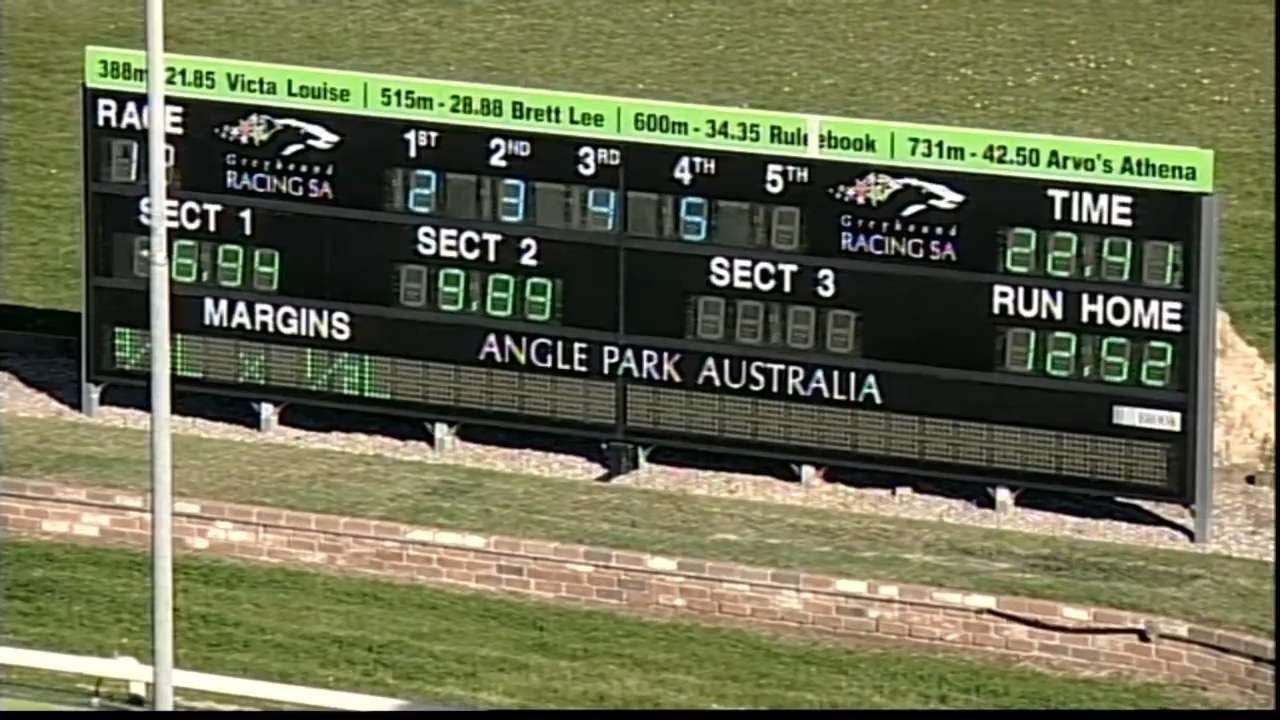 388m 21.85 Victa Louise | 515m - 28.88 Brett Lee | 600m - 34.35 Rulebook | 731m - 42.50 Arvo's Athena
RACE
Greyhound
RACING SA
1ST 2ND 3RD 4TH 5TH
2 3 4 5
Greyhound
RACING SA
TIME
22.41
SECT 1
6.94
SECT 2
9.89
SECT 3
RUN HOME
12.52
MARGINS
ANGLE PARK AUSTRALIA